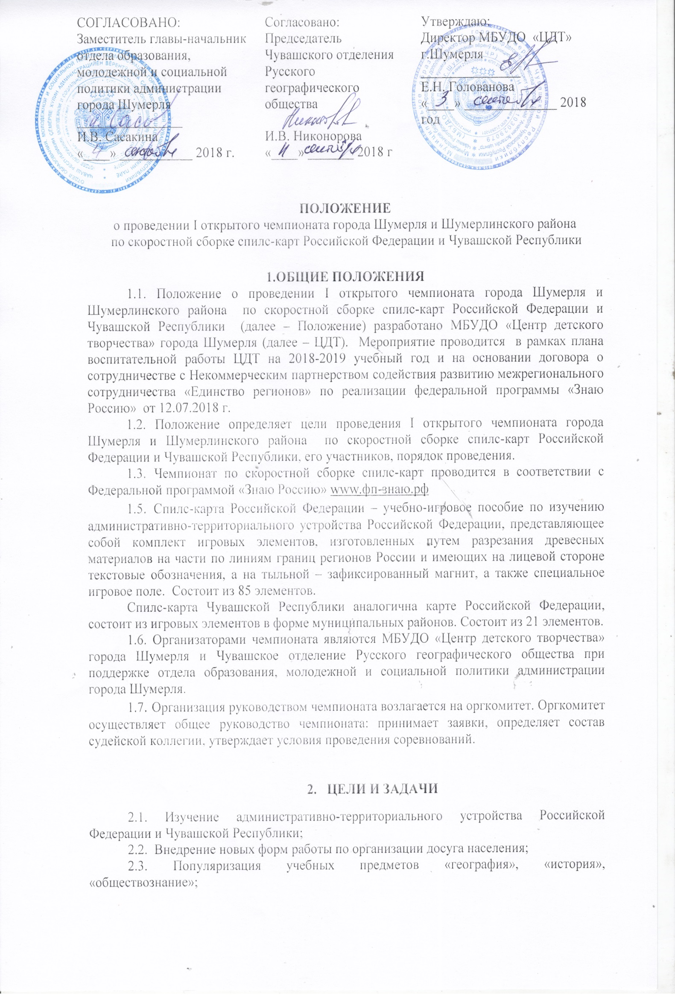 СОГЛАСОВАНО:
Заместитель главы-начальник
отдела образования,
молодежной и социальной
политики администрации
города Шумерля
И.В. Сасакина
«4» сентября 2018 г.
Согласовано:
Председатель
Чувашского отделения
Русского
географического
общества
И.В. Никонорова
« » сентября 2018 г
Утверждаю:
Директор МБУДО «ЦДТ»
г.Шумерля
Е.Н. Голованова
«3» сентября 2018
год
ПОЛОЖЕНИЕ
о проведении I открытого чемпионата города Шумерля и Шумерлинского района
по скоростной сборке спилс-карт Российской Федерации и Чувашской Республики
1.ОБЩИЕ ПОЛОЖЕНИЯ
1.1. Положение о проведении I открытого чемпионата города Шумерля и
Шумерлинского района по скоростной сборке спилс-карт Российской Федерации и
Чувашской Республики (далее – Положение) разработано МБУДО «Центр детского
творчества» города Шумерля (далее – ЦДТ). Мероприятие проводится в рамках плана
воспитательной работы ЦДТ на 2018-2019 учебный год и на основании договора о
сотрудничестве с Некоммерческим партнерством содействия развитию межрегионального
сотрудничества «Единство регионов» по реализации федеральной программы «Знаю
Россию» от 12.07.2018 г.
1.2. Положение определяет цели проведения I открытого чемпионата города
Шумерля и Шумерлинского района по скоростной сборке спилс-карт Российской
Федерации и Чувашской Республики, его участников, порядок проведения.
1.3. Чемпионат по скоростной сборке спилс-карт проводится в соответствии с
Федеральной программой «Знаю Россию» www.фп-знаю.рф
1.5. Спилс-карта Российской Федерации – учебно-игровое пособие по изучению
административно-территориального устройства Российской Федерации, представляющее
собой комплект игровых элементов, изготовленных путем разрезания древесных
материалов на части по линиям границ регионов России и имеющих на лицевой стороне
текстовые обозначения, а на тыльной – зафиксированный магнит, а также специальное
игровое поле. Состоит из 85 элементов.
Спилс-карта Чувашской Республики аналогична карте Российской Федерации,
состоит из игровых элементов в форме муниципальных районов. Состоит из 21 элементов.
1.6. Организаторами чемпионата являются МБУДО «Центр детского творчества»
города Шумерля и Чувашское отделение Русского географического общества при
поддержке отдела образования, молодежной и социальной политики администрации
города Шумерля.
1.7. Организация руководством чемпионата возлагается на оргкомитет. Оргкомитет
осуществляет общее руководство чемпионата: принимает заявки, определяет состав
судейской коллегии, утверждает условия проведения соревнований.
2. ЦЕЛИ И ЗАДАЧИ
2.1. Изучение административно-территориального устройства Российской
Федерации и Чувашской Республики;
2.2. Внедрение новых форм работы по организации досуга населения;
2.3. Популяризация учебных предметов «география», «история»,
«обществознание»;